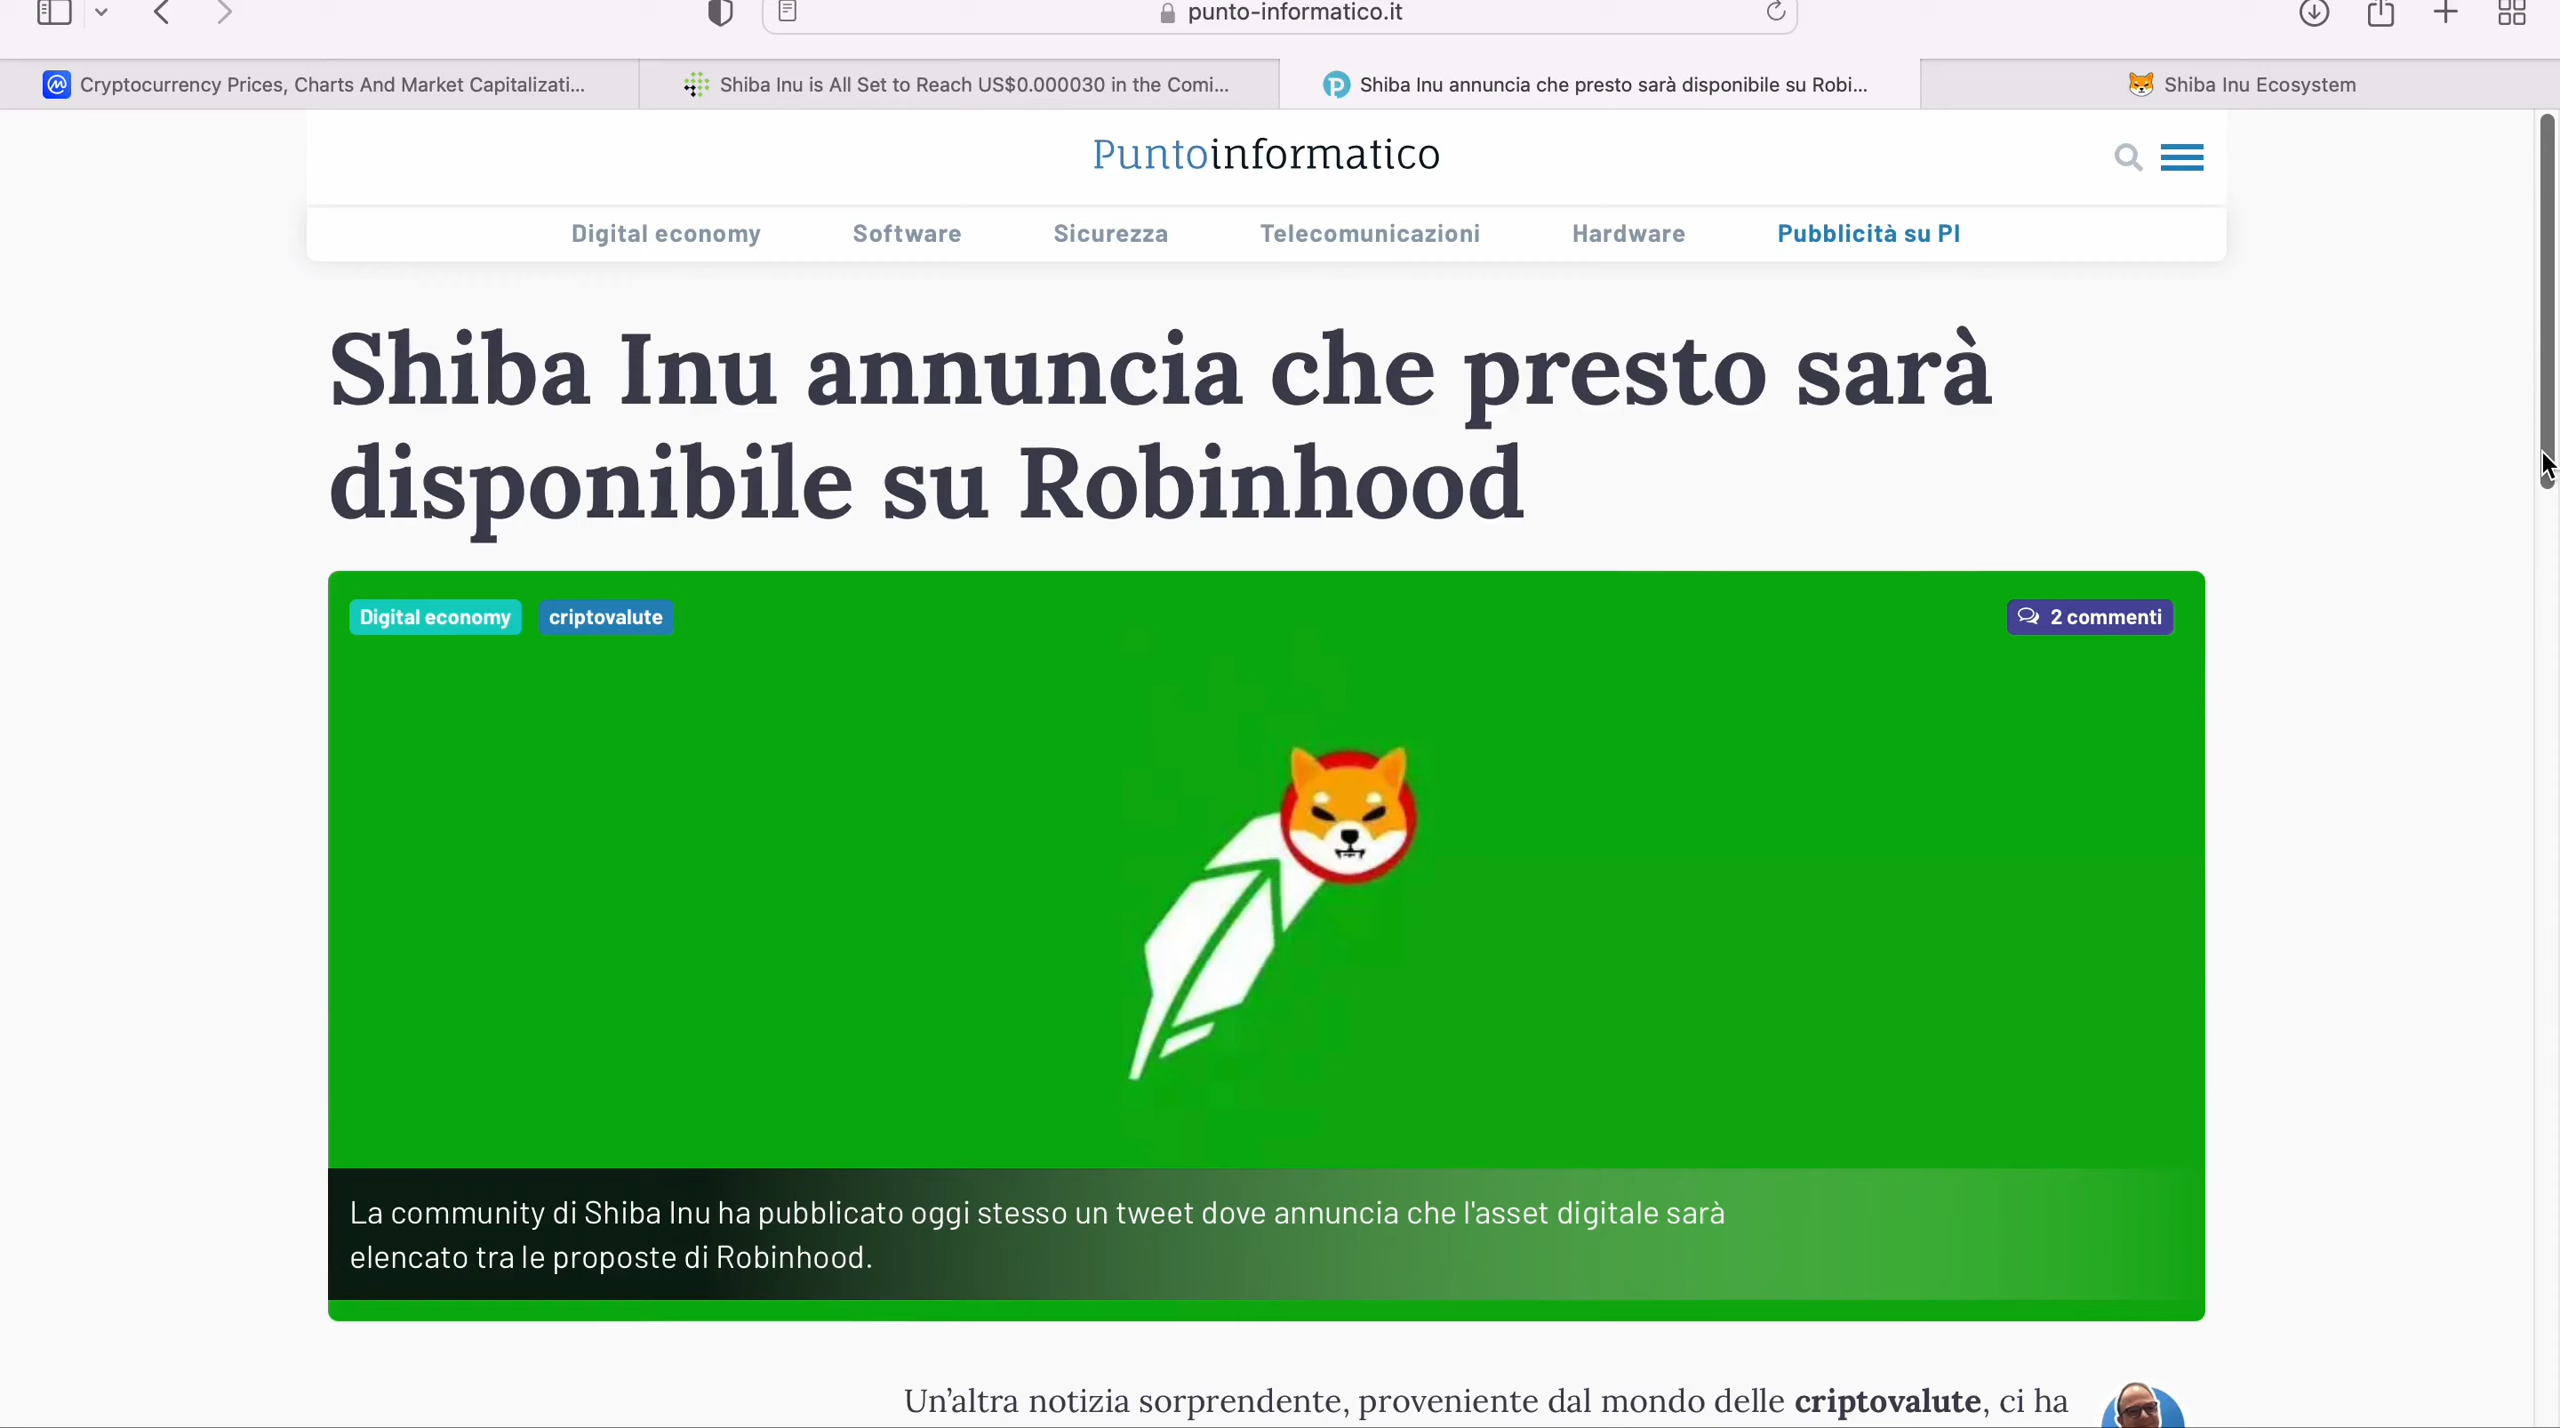 punto-informatico.it
Cryptocurrency Prices, Charts And Market Capitalizati...
Shiba Inu is All Set to Reach US$0.000030 in the Comi...
Shiba Inu annuncia che presto sarà disponibile su Robi...
Shiba Inu Ecosystem
Puntoinformatico
Digital economy
Software
Sicurezza
Telecomunicazioni
Hardware
Pubblicità su PI
Shiba Inu annuncia che presto sarà
disponibile su Robinhood
Digital economy
criptovalute
2 commenti
La community di Shiba Inu ha pubblicato oggi stesso un tweet dove annuncia che l'asset digitale sarà
elencato tra le proposte di Robinhood.
Un’altra notizia sorprendente, proveniente dal mondo delle criptovalute, ci ha